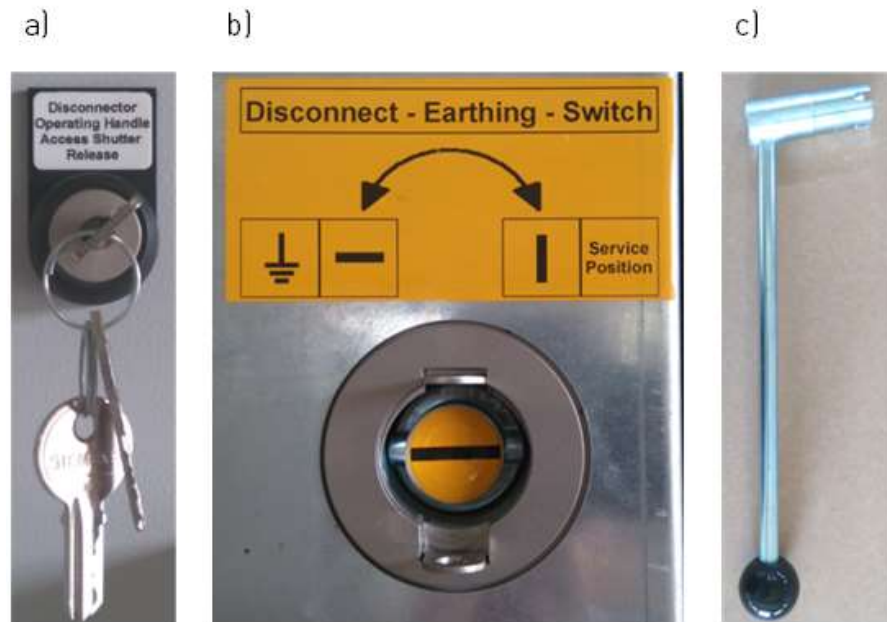 a)
b)
c)
Disconnector
Operating Handle
Access Shutter
Release
Disconnect - Earthing - Switch
Service
Position